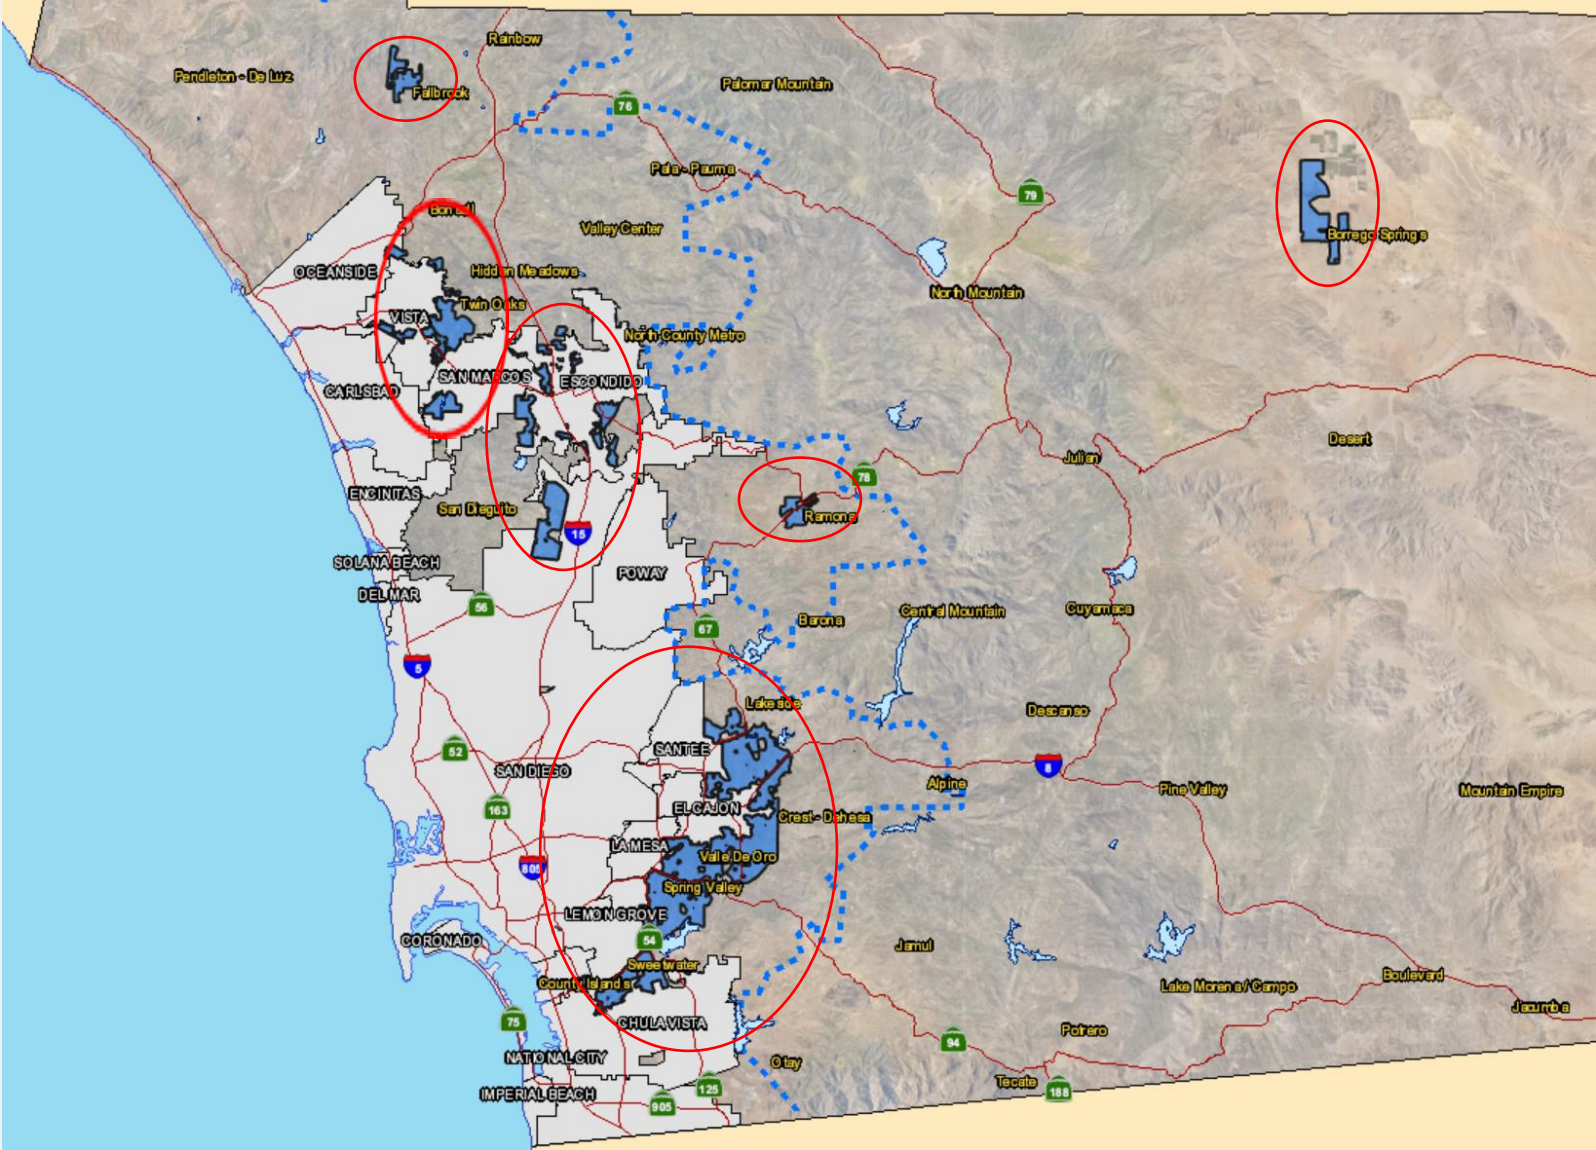 Rainbow
Pendleton - De Luz
Fallbrook
Palomar Mountain
76
Pala - Pauma
79
Bonsall
Valley Center
Borrego Springs
OCEANSIDE
Hidden Meadows
North Mountain
Twin Oaks
VISTA
North County Metro
SAN MARCOS
ESCONDIDO
CARLSBAD
Desert
Julian
78
ENCINITAS
San Dieguito
Ramona
15
SOLANA BEACH
POWAY
DEL MAR
56
Central Mountain
Cuyamaca
Barona
67
5
Lakeside
Descanso
52
SANTEE
SAN DIEGO
8
Alpine
Pine Valley
Mountain Empire
163
EL CAJON
Crest - Dehesa
LA MESA
Valle De Oro
805
Spring Valley
LEMON GROVE
CORONADO
54
Jamul
Sweetwater
County Islands
Boulevard
Lake Morena / Campo
Jacumba
75
CHULA VISTA
Potrero
94
NATIONAL CITY
Otay
Tecate
IMPERIAL BEACH
125
188
905